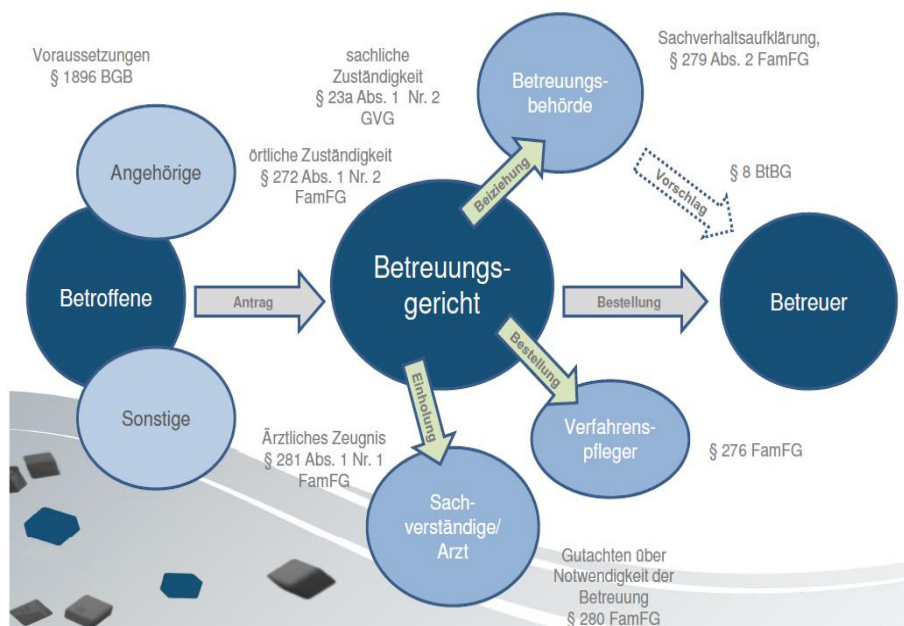 Voraussetzungen
§ 1896 BGB
Angehörige
Betroffene
Sonstige
Antrag
sachliche
Zuständigkeit
§ 23a Abs. 1 Nr. 2
GVG
örtliche Zuständigkeit
§ 272 Abs. 1 Nr. 2
FamFG
Betreuungs-
gericht
Beiziehung
Betreuungs-
behörde
Sachverhaltsaufklärung,
§ 279 Abs. 2 FamFG
Vorschlag
§ 8 BtBG
Bestellung
Betreuer
Bestellung
Verfahrens-
pfleger
§ 276 FamFG
Einholung
Ärztliches Zeugnis
§ 281 Abs. 1 Nr. 1
FamFG
Sach-
verständige/
Arzt
Gutachten über
Notwendigkeit der
Betreuung
§ 280 FamFG